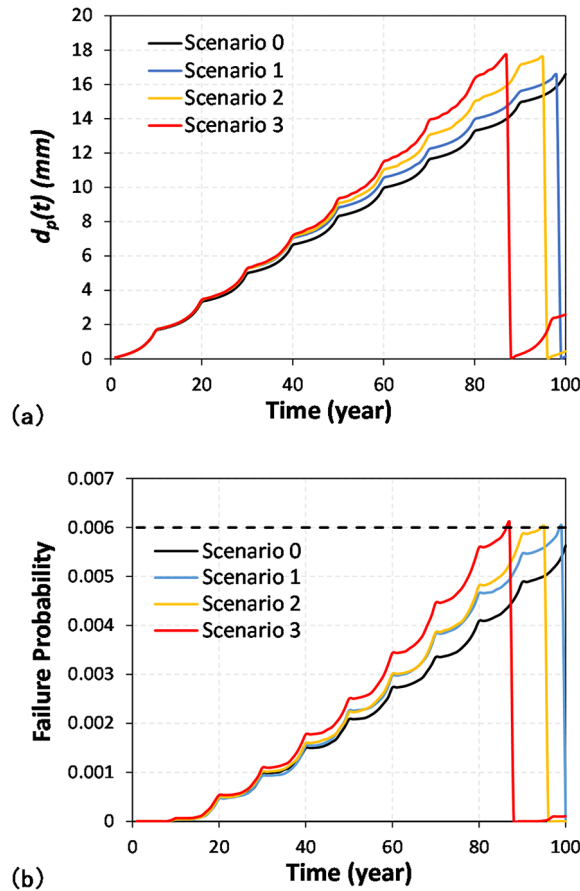 20
18
16
14
12
10
8
6
4
2
0
d_p(t) (mm)
Scenario 0
Scenario 1
Scenario 2
Scenario 3
0 20 40 60 80 100
Time (year)
(a)
0.007
0.006
0.005
0.004
0.003
0.002
0.001
0
Failure Probability
Scenario 0
Scenario 1
Scenario 2
Scenario 3
0 20 40 60 80 100
Time (year)
(b)